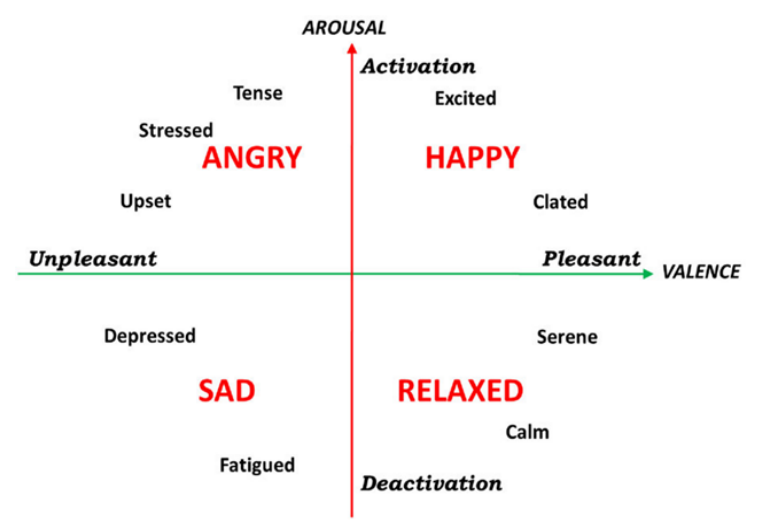 AROUSAL
Activation
Tense
Excited
Stressed
ANGRY
HAPPY
Upset
Clated
Unpleasant
Pleasant
VALENCE
Depressed
Serene
SAD
RELAXED
Calm
Fatigued
Deactivation